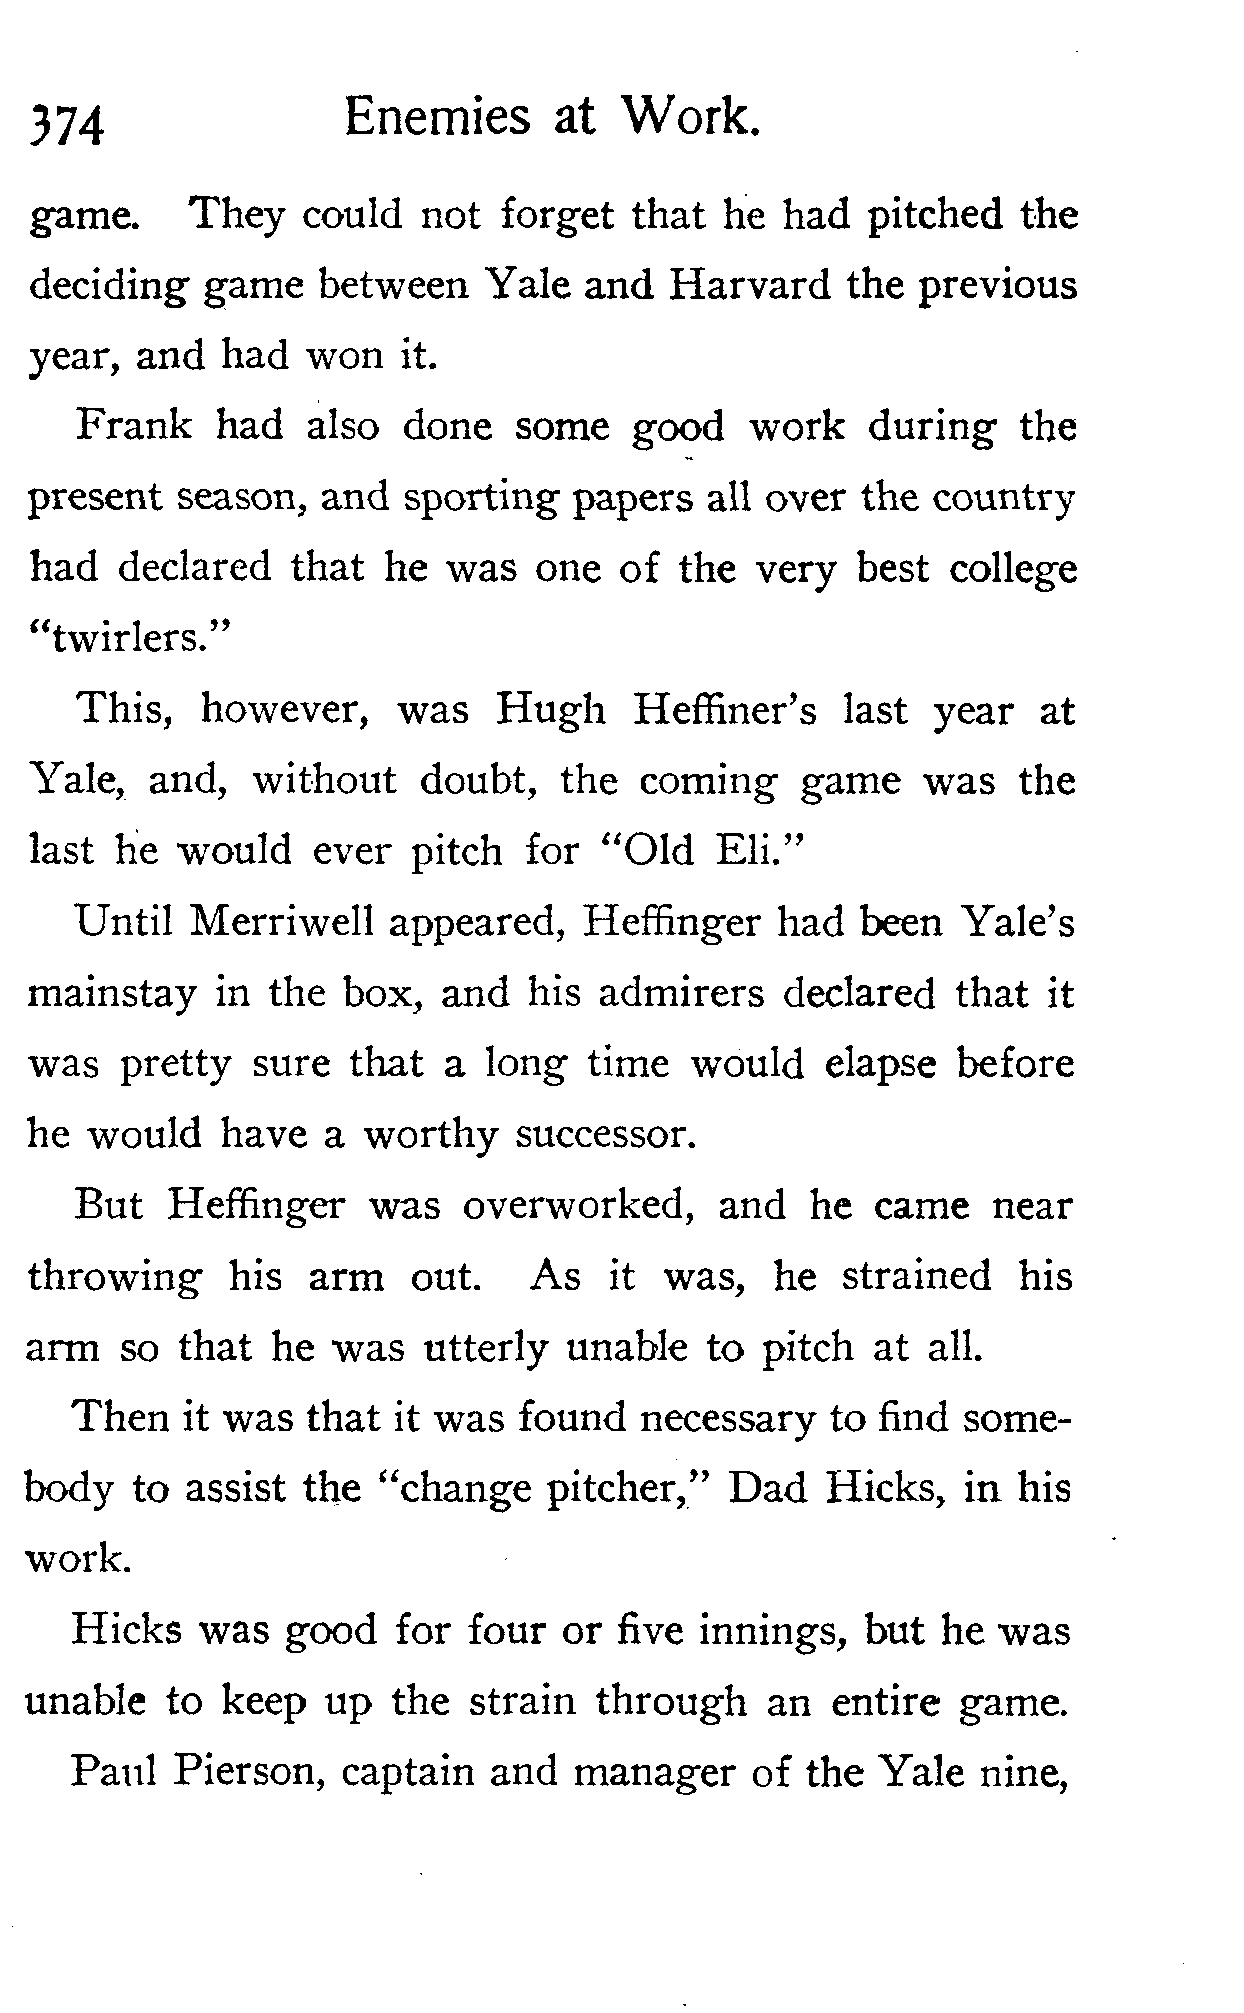 374 Enemies at Work.
game. They could not forget that he had pitched the
deciding game between Yale and Harvard the previous
year, and had won it.
Frank had also done some good work during the
present season, and sporting papers all over the country
had declared that he was one of the very best college
“twirlers.”
This, however, was Hugh Heffiner’s last year at
Yale, and, without doubt, the coming game was the
last he would ever pitch for “Old Eli.”
Until Merriwell appeared, Heffinger had been Yale’s
mainstay in the box, and his admirers declared that it
was pretty sure that a long time would elapse before
he would have a worthy successor.
But Heffinger was overworked, and he came near
throwing his arm out. As it was, he strained his
arm so that he was utterly unable to pitch at all.
Then it was that it was found necessary to find some-
body to assist the “change pitcher,” Dad Hicks, in his
work.
Hicks was good for four or five innings, but he was
unable to keep up the strain through an entire game.
Paul Pierson, captain and manager of the Yale nine,